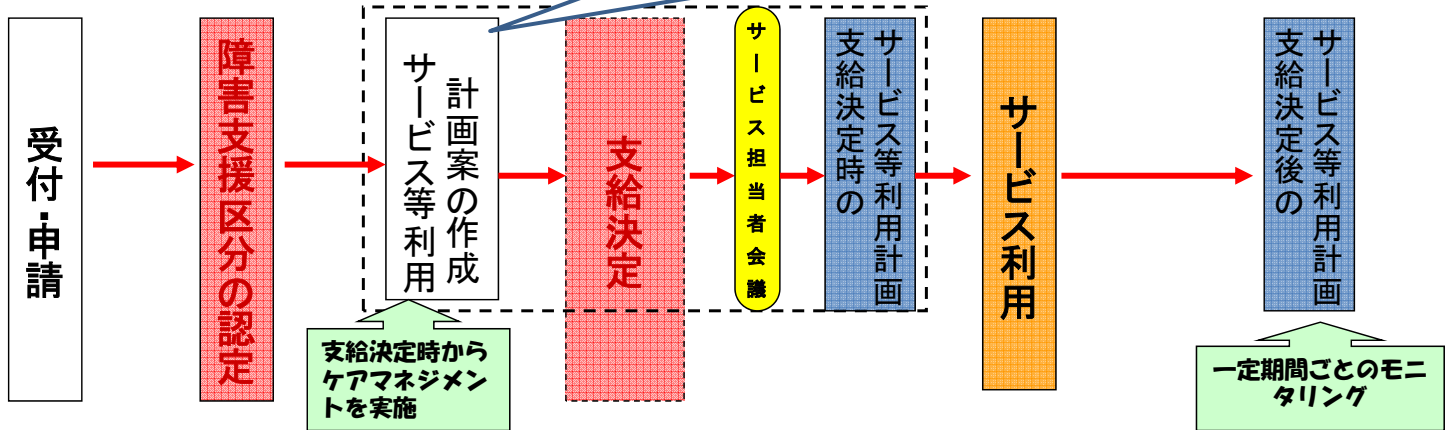 受付・申請
障害支援区分の認定
サービス等利用
計画案の作成
支給決定時から
ケアマネジメン
トを実施
支給決定
サービス担当者会議
支給決定時の
サービス等利用計画
サービス利用
支給決定後の
サービス等利用計画
一定期間ごとのモニ
タリング